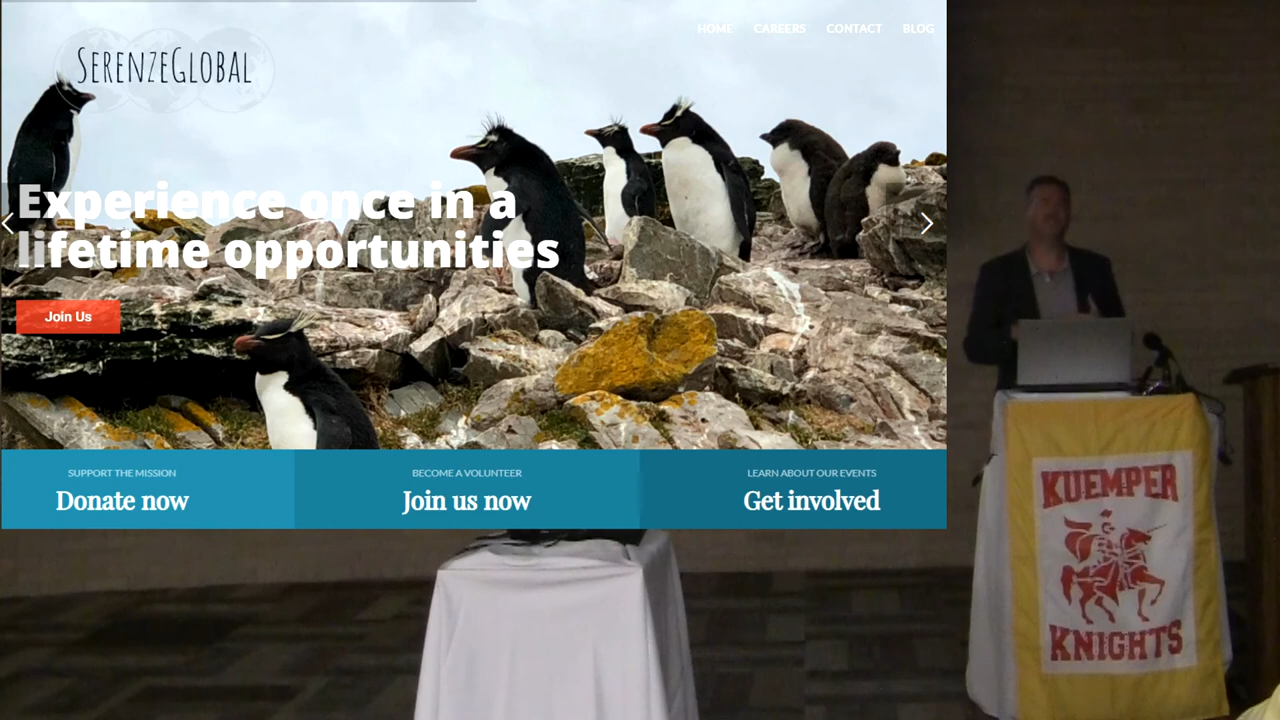 SERENZEGLOBAL
HOME CAREERS CONTACT BLOG
Experience once in a
lifetime opportunities
Join Us
SUPPORT THE MISSION
Donate now
BECOME A VOLUNTEER
Join us now
LEARN ABOUT OUR EVENTS
Get involved
KUEMPER
KNIGHTS